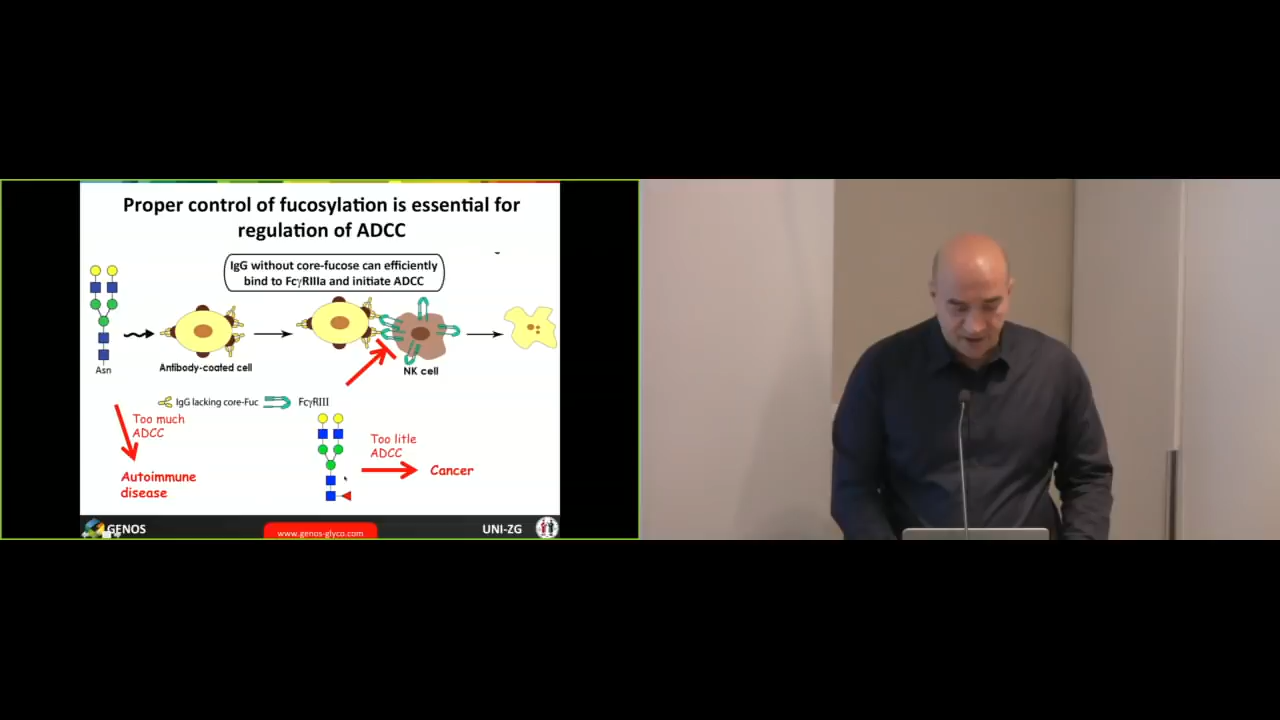 Proper control of fucosylation is essential for
regulation of ADCC
IgG without core-fucose can efficiently
bind to FcγRIIIa and initiate ADCC
Asn
Antibody-coated cell
NK cell
IgG lacking core-Fuc
FcγRIII
Too much
ADCC
Autoimmune
disease
Too litle
ADCC
Cancer
GENOS
www.genos-glyco.com
UNI-ZG